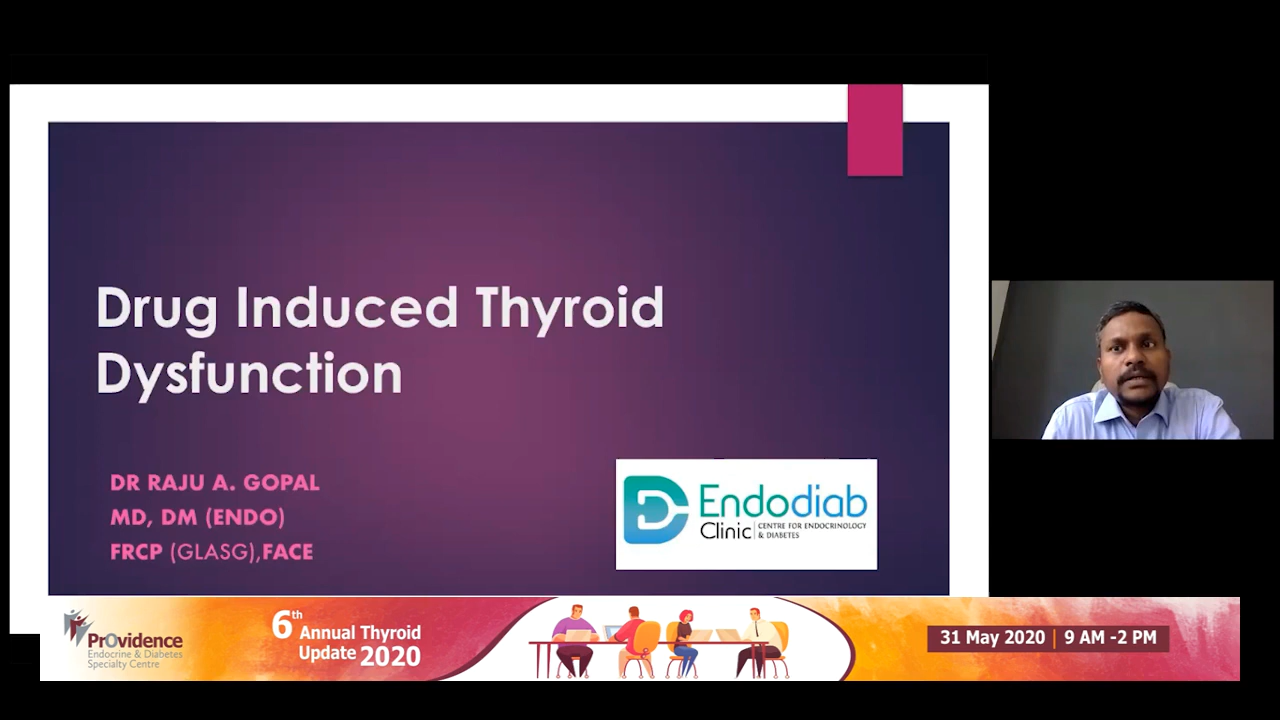 Drug Induced Thyroid
Dysfunction
DR RAJU A. GOPAL
MD, DM (ENDO)
FRCP (GLASG),FACE
Endodiab
Clinic
CENTRE FOR ENDOCRINOLOGY
& DIABETES
PrOvidence
Endocrine & Diabetes
Specialty Centre
6th
Annual Thyroid
Update 2020
31 May 2020 | 9 AM -2 PM